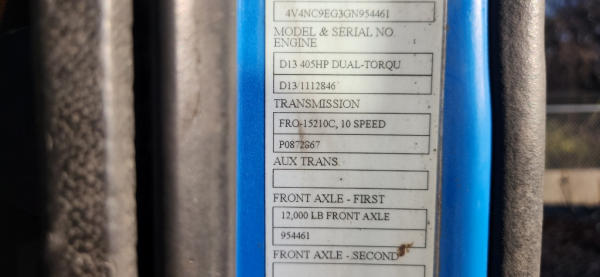 4V4NC9EG3GN954461
MODEL & SERIAL NO.
ENGINE
D13 405HP DUAL-TORQU
D13/1112846
TRANSMISSION
FRO-15210C, 10 SPEED
P0872867
AUX TRANS.
FRONT AXLE - FIRST
12,000 LB FRONT AXLE
954461
FRONT AXLE - SECOND